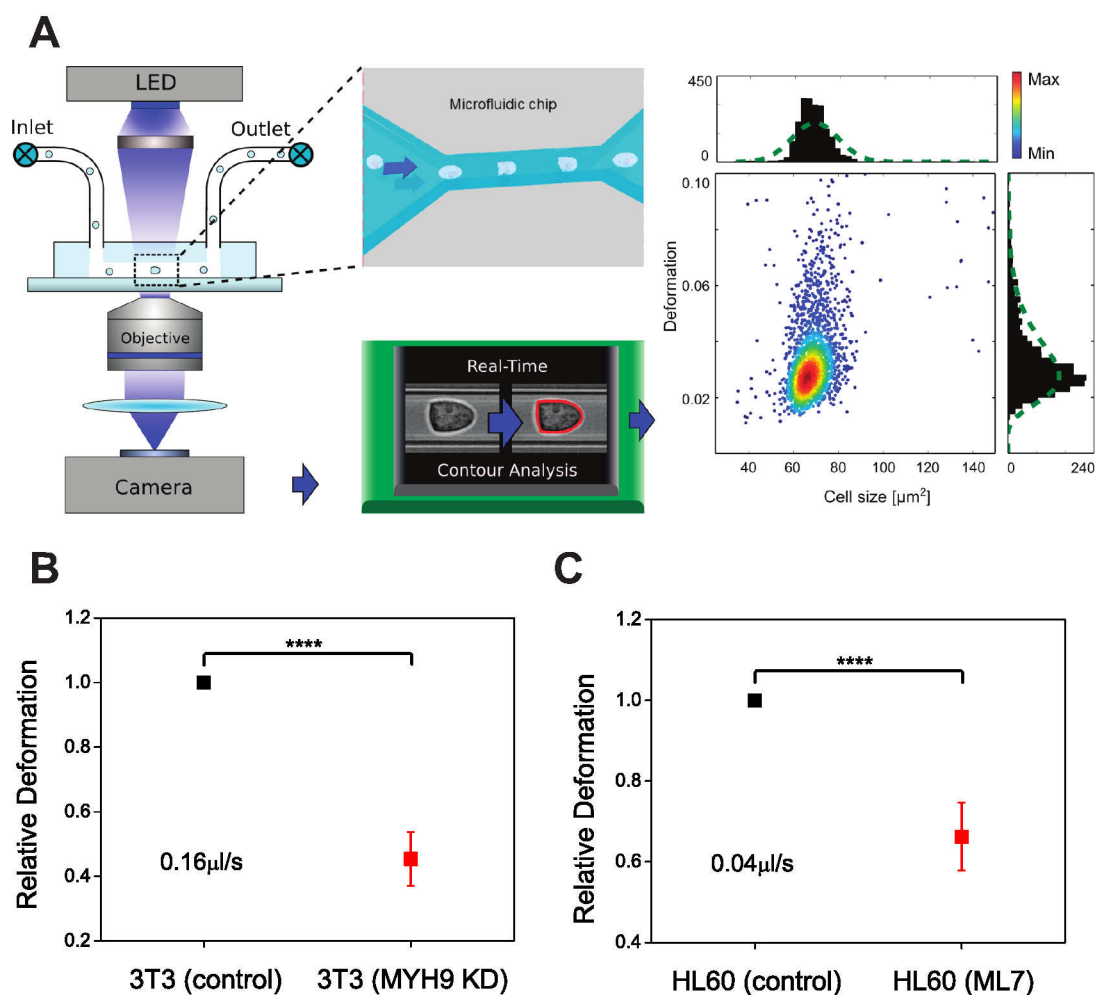 A
LED
Inlet
Outlet
Objective
Camera
Microfluidic chip
Real-Time
Contour Analysis
450
0
Max
Min
0.10
0.06
0.02
Deformation
40
60
80
100
120
140
Cell size [μm²]
0
240
B
1.2
1.0
0.8
0.6
0.4
0.2
Relative Deformation
****
0.16μl/s
3T3 (control)
3T3 (MYH9 KD)
C
1.2
1.0
0.8
0.6
0.4
Relative Deformation
****
0.04μl/s
HL60 (control)
HL60 (ML7)